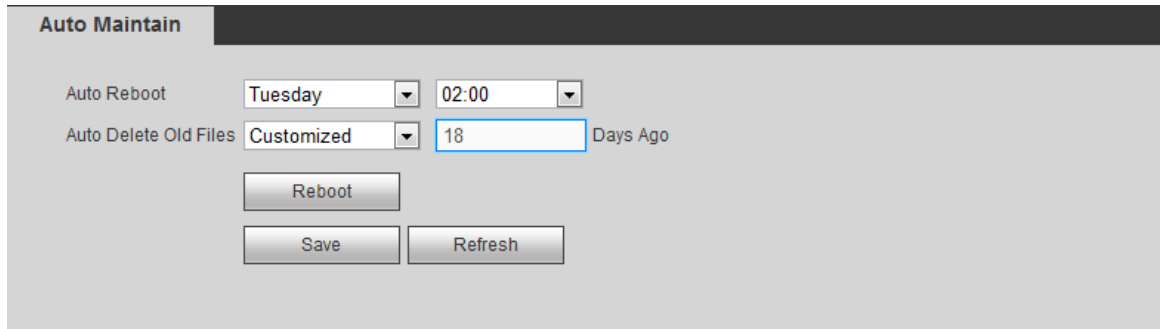 Auto Maintain
Auto Reboot Tuesday 02:00
Auto Delete Old Files Customized 18 Days Ago
Reboot
Save Refresh